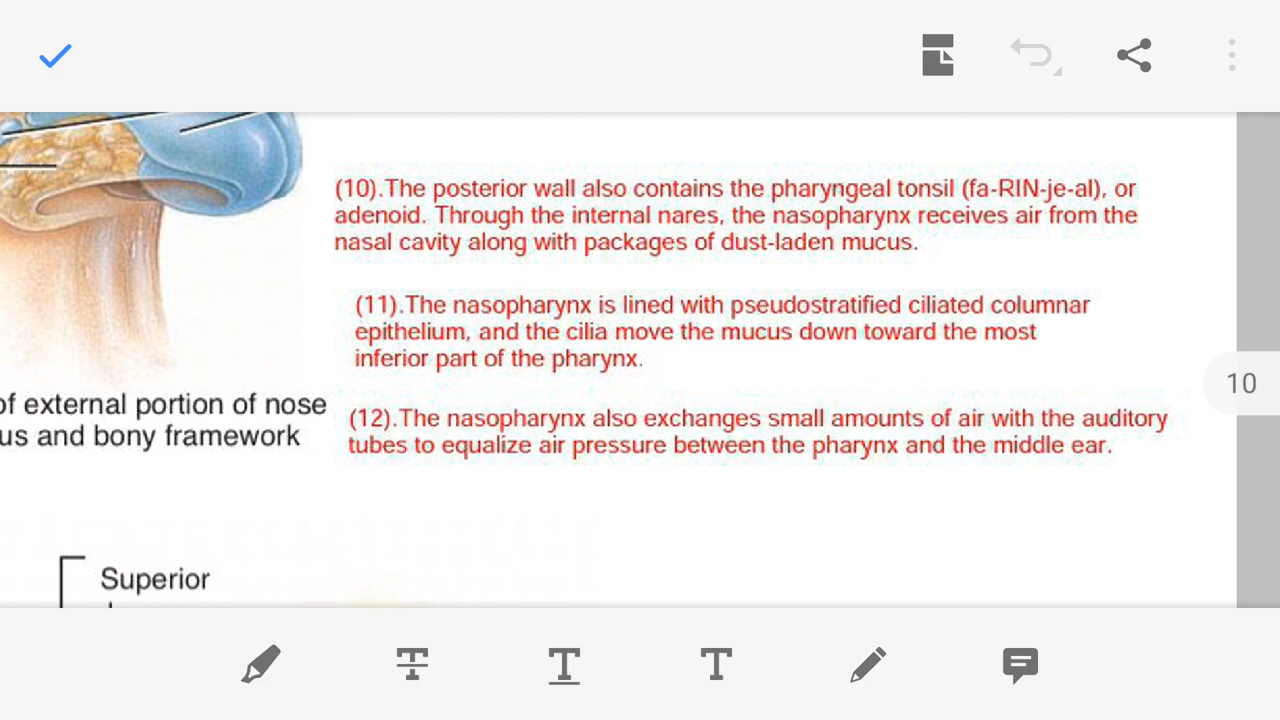 (10).The posterior wall also contains the pharyngeal tonsil (fa-RIN-je-al), or
adenoid. Through the internal nares, the nasopharynx receives air from the
nasal cavity along with packages of dust-laden mucus.
(11).The nasopharynx is lined with pseudostratified ciliated columnar
epithelium, and the cilia move the mucus down toward the most
inferior part of the pharynx.
10
of external portion of nose
us and bony framework
(12).The nasopharynx also exchanges small amounts of air with the auditory
tubes to equalize air pressure between the pharynx and the middle ear.
Superior